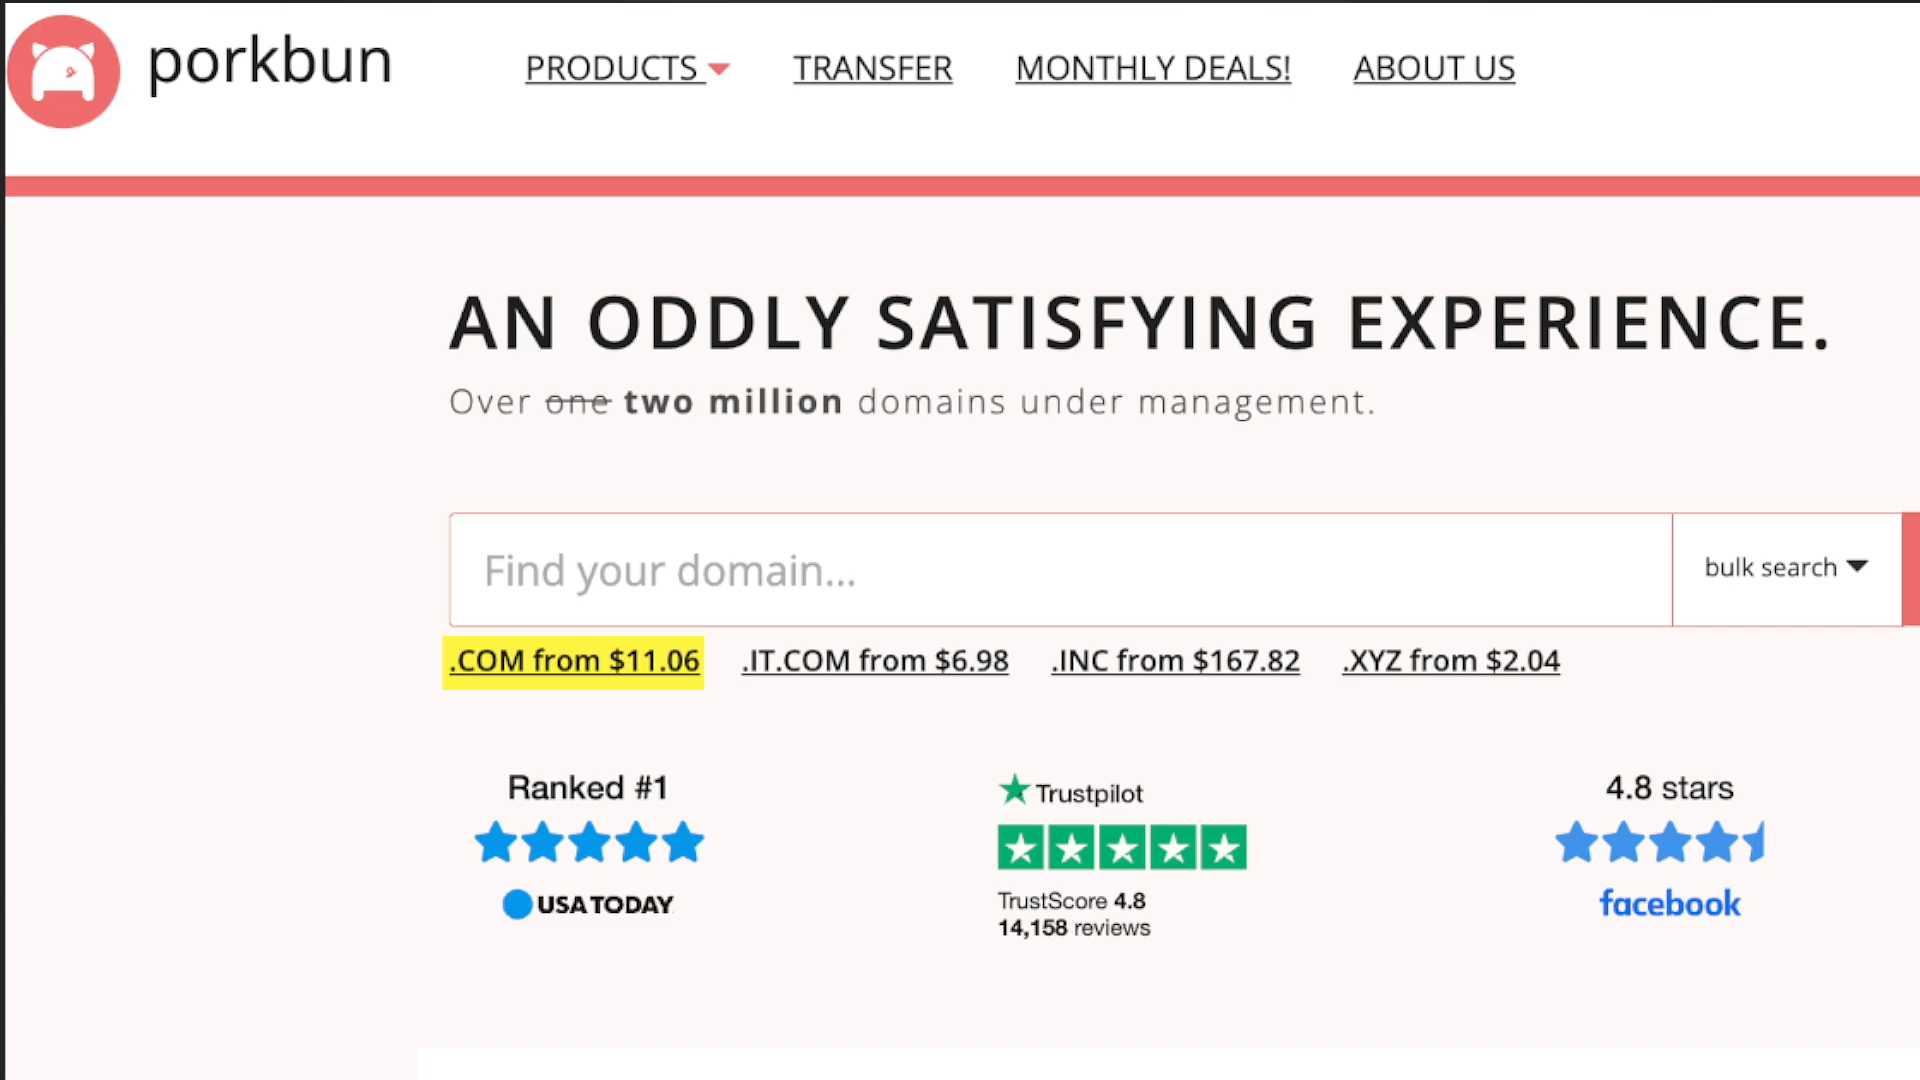 porkbun
PRODUCTS TRANSFER MONTHLY DEALS! ABOUT US
AN ODDLY SATISFYING EXPERIENCE.
Over one two million domains under management.
Find your domain...
bulk search
.COM from $11.06 .IT.COM from $6.98 .INC from $167.82 .XYZ from $2.04
Ranked #1
USA TODAY
Trustpilot
TrustScore 4.8
14,158 reviews
4.8 stars
facebook